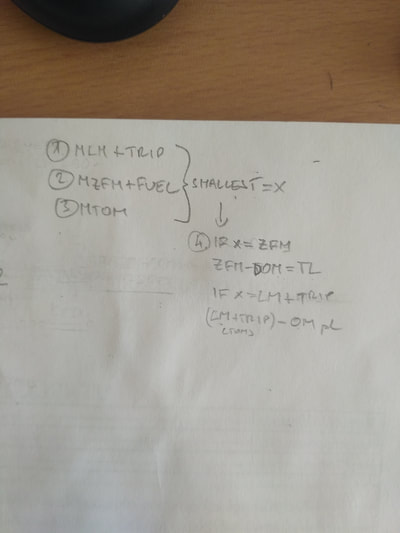 ① MLM + TRIP
② MZFM + FUEL } SMALLEST = X
③ MTOM
④ IF X = ZFM
ZFM - DOM = TL
IF X = LM + TRIP
(LM + TRIP) - OM pL
(TOM)